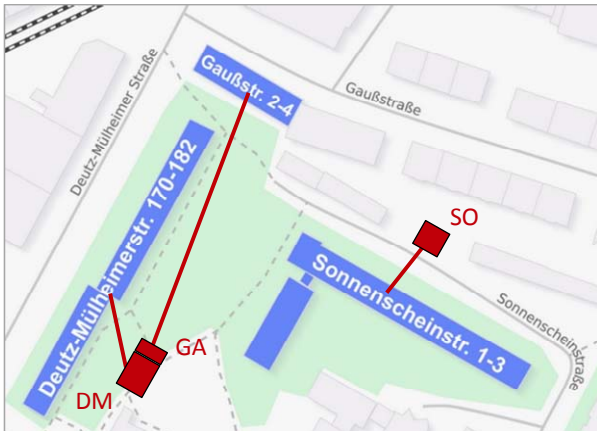 Deutz-Mülheimer Straße
Gaußstr. 2-4
Gaußstraße
Deutz-Mülheimerstr. 170-182
SO
Sonnenscheinstr. 1-3
Sonnenscheinstraße
GA
DM